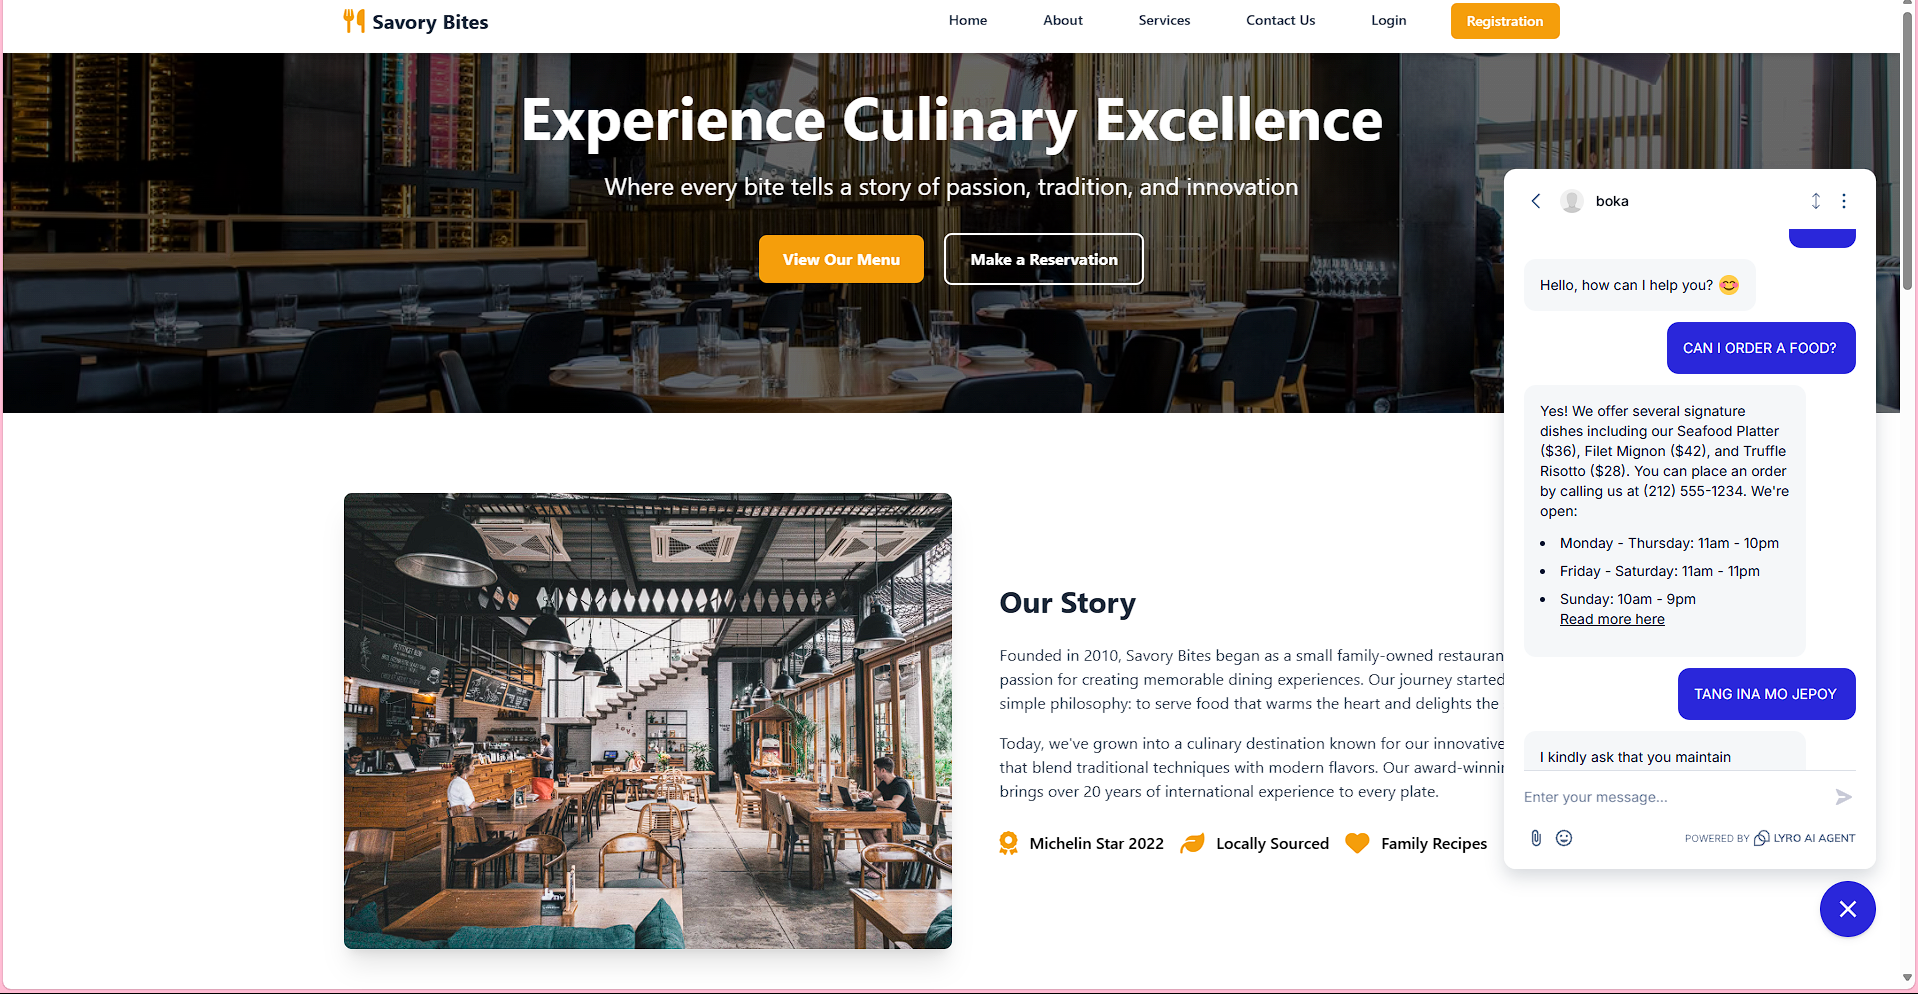 Savory Bites
Home
About
Services
Contact Us
Login
Registration
Experience Culinary Excellence
Where every bite tells a story of passion, tradition, and innovation
View Our Menu
Make a Reservation
Our Story
Founded in 2010, Savory Bites began as a small family-owned restauran
passion for creating memorable dining experiences. Our journey started
simple philosophy: to serve food that warms the heart and delights the
Today, we've grown into a culinary destination known for our innovative
that blend traditional techniques with modern flavors. Our award-winnin
brings over 20 years of international experience to every plate.
Michelin Star 2022
Locally Sourced
Family Recipes
boka
Hello, how can I help you? 😊
CAN I ORDER A FOOD?
Yes! We offer several signature
dishes including our Seafood Platter
($36), Filet Mignon ($42), and Truffle
Risotto ($28). You can place an order
by calling us at (212) 555-1234. We're
open:
• Monday - Thursday: 11am - 10pm
• Friday - Saturday: 11am - 11pm
• Sunday: 10am - 9pm
Read more here
TANG INA MO JEPOY
I kindly ask that you maintain
Enter your message...
POWERED BY LYRO AI AGENT